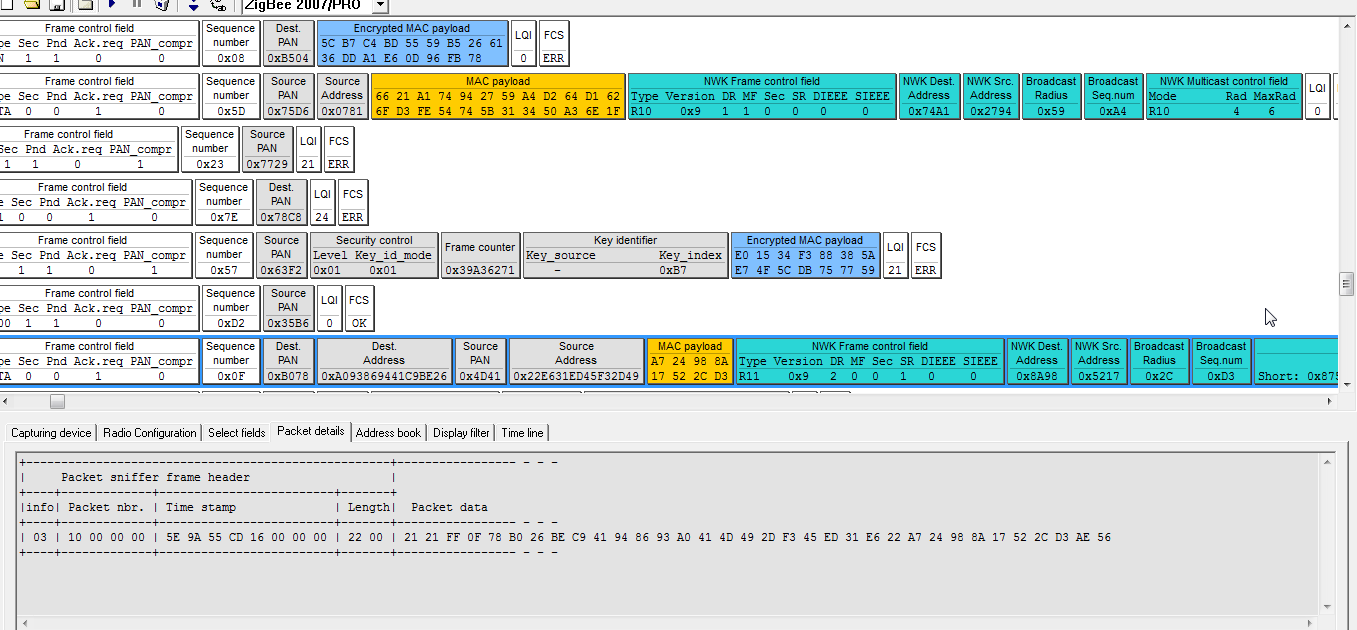 ZigBee 2007/PRO
Frame control field Sequence Dest. Encrypted MAC payload LQI FCS
Sec Pnd Ack.req PAN_compr number PAN 5C B7 C4 BD 55 59 B5 26 61
1 1 0 0 0x08 0xB504 36 DD A1 E6 0D 96 FB 78 0 ERR
Frame control field Sequence Source Source MAC payload NWK Frame control field NWK Dest. NWK Src. Broadcast Broadcast NWK Multicast control field LQI
pe Sec Pnd Ack.req PAN_compr number PAN Address 66 21 A1 74 94 27 59 A4 D2 64 D1 62 Type Version DR MF Sec SR DIEEE SIEEE Address Address Radius Seq.num Mode Rad MaxRad
TA 0 0 1 0 0x5D 0x75D6 0x0781 6F D3 FE 54 74 5B 31 34 50 A3 6E 1F R10 0x9 1 1 0 0 0 0 0x74A1 0x2794 0x59 0xA4 R10 4 6 0
Frame control field Sequence Source LQI FCS
Sec Pnd Ack.req PAN_compr number PAN
1 1 0 1 0x23 0x7729 21 ERR
Frame control field Sequence Dest. LQI FCS
e Sec Pnd Ack.req PAN_compr number PAN
0 0 1 0 0x7E 0x78C8 24 ERR
Frame control field Sequence Source Security control Frame counter Key identifier Encrypted MAC payload LQI FCS
pe Sec Pnd Ack.req PAN_compr number PAN Level Key_id_mode Key_source Key_index E0 15 34 F3 88 38 5A
1 1 0 1 0x57 0x63F2 0x01 0x01 0x39A36271 - 0xB7 E7 4F 5C DB 75 77 59 21 ERR
Frame control field Sequence Source LQI FCS
pe Sec Pnd Ack.req PAN_compr number PAN
00 1 1 0 0 0xD2 0x35B6 0 OK
Frame control field Sequence Dest. Dest. Source Source MAC payload NWK Frame control field NWK Dest. NWK Src. Broadcast Broadcast
pe Sec Pnd Ack.req PAN_compr number PAN Address PAN Address A7 24 98 8A Type Version DR MF Sec SR DIEEE SIEEE Address Address Radius Seq.num
TA 0 0 1 0 0x0F 0xB078 0xA093869441C9BE26 0x4D41 0x22E631ED45F32D49 17 52 2C D3 R11 0x9 2 0 0 1 0 0 0x8A98 0x5217 0x2C 0xD3 Short: 0x875
Capturing device Radio Configuration Select fields Packet details Address book Display filter Time line
Packet sniffer frame header
|info| Packet nbr. | Time stamp | Length| Packet data
| 03 | 10 00 00 00 | 5E 9A 55 CD 16 00 00 00 | 22 00 | 21 21 FF 0F 78 B0 26 BE C9 41 94 86 93 A0 41 4D 49 2D F3 45 ED 31 E6 22 A7 24 98 8A 17 52 2C D3 AE 56